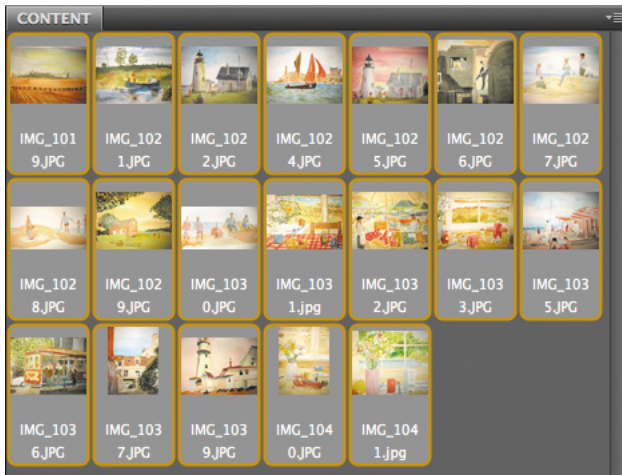 CONTENT
IMG_101 IMG_102 IMG_102 IMG_102 IMG_102 IMG_102 IMG_102
9.JPG 1.JPG 2.JPG 4.JPG 5.JPG 6.JPG 7.JPG
IMG_102 IMG_102 IMG_103 IMG_103 IMG_103 IMG_103 IMG_103
8.JPG 9.JPG 0.JPG 1.jpg 2.JPG 3.JPG 5.JPG
IMG_103 IMG_103 IMG_103 IMG_104 IMG_104
6.JPG 7.JPG 9.JPG 0.JPG 1.jpg